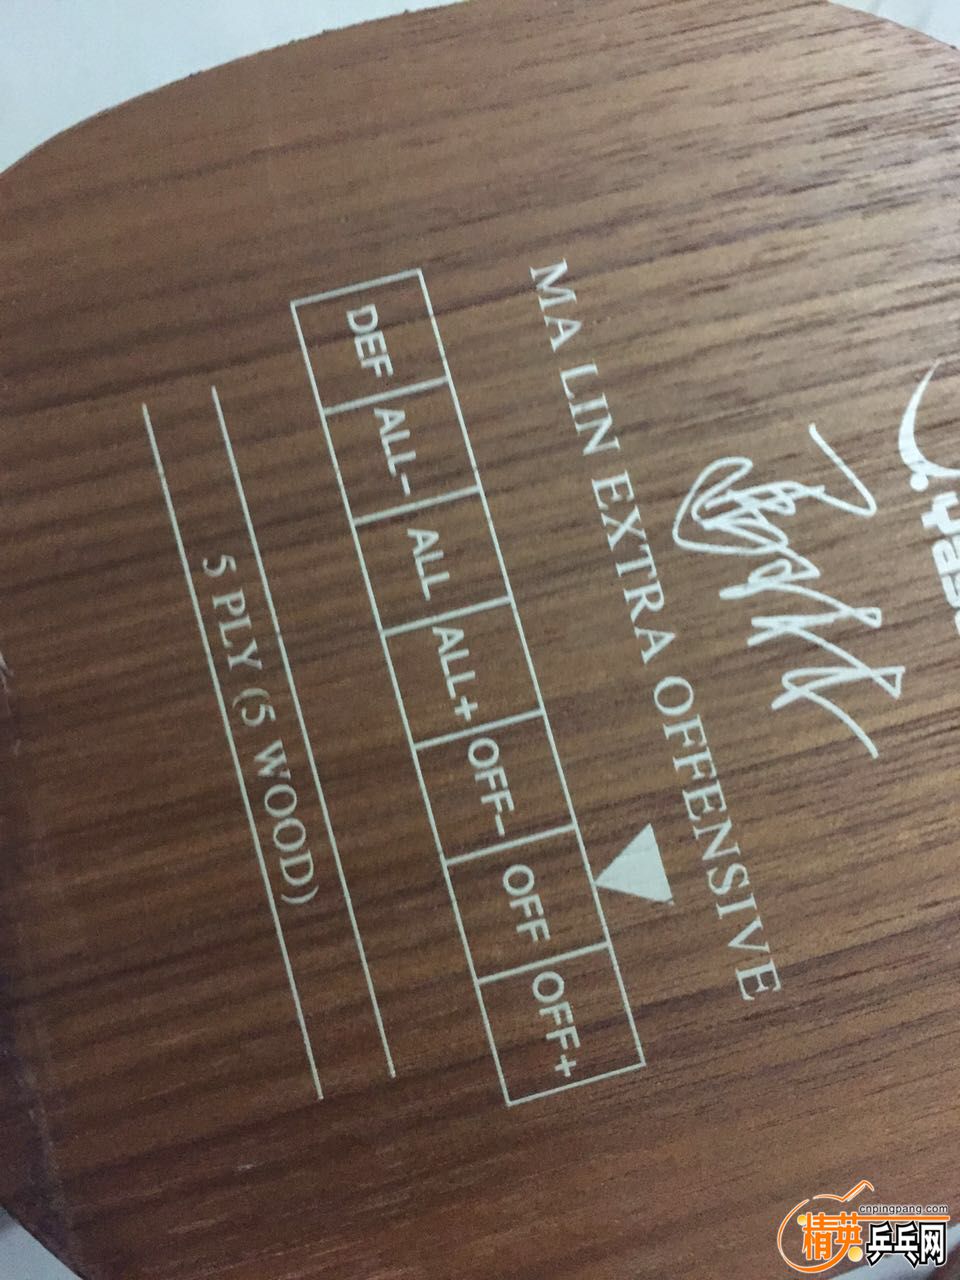 MA LIN EXTRA OFFENSIVE
DEF ALL- ALL ALL+ OFF- OFF OFF+
5 PLY (5 WOOD)
cnpingpang.com
精英乒乓网